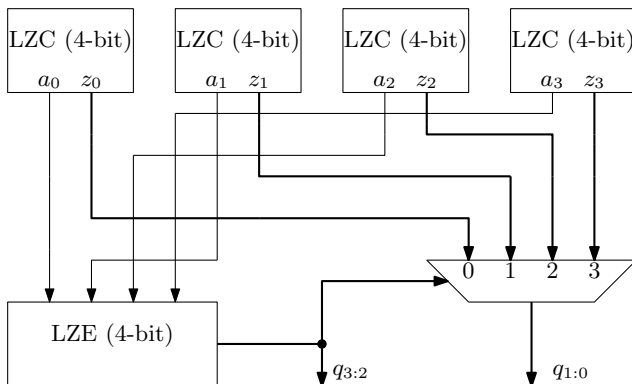 LZC (4-bit) LZC (4-bit) LZC (4-bit) LZC (4-bit)
a₀ z₀ a₁ z₁ a₂ z₂ a₃ z₃
0 1 2 3
LZE (4-bit)
q₃:₂ q₁:₀